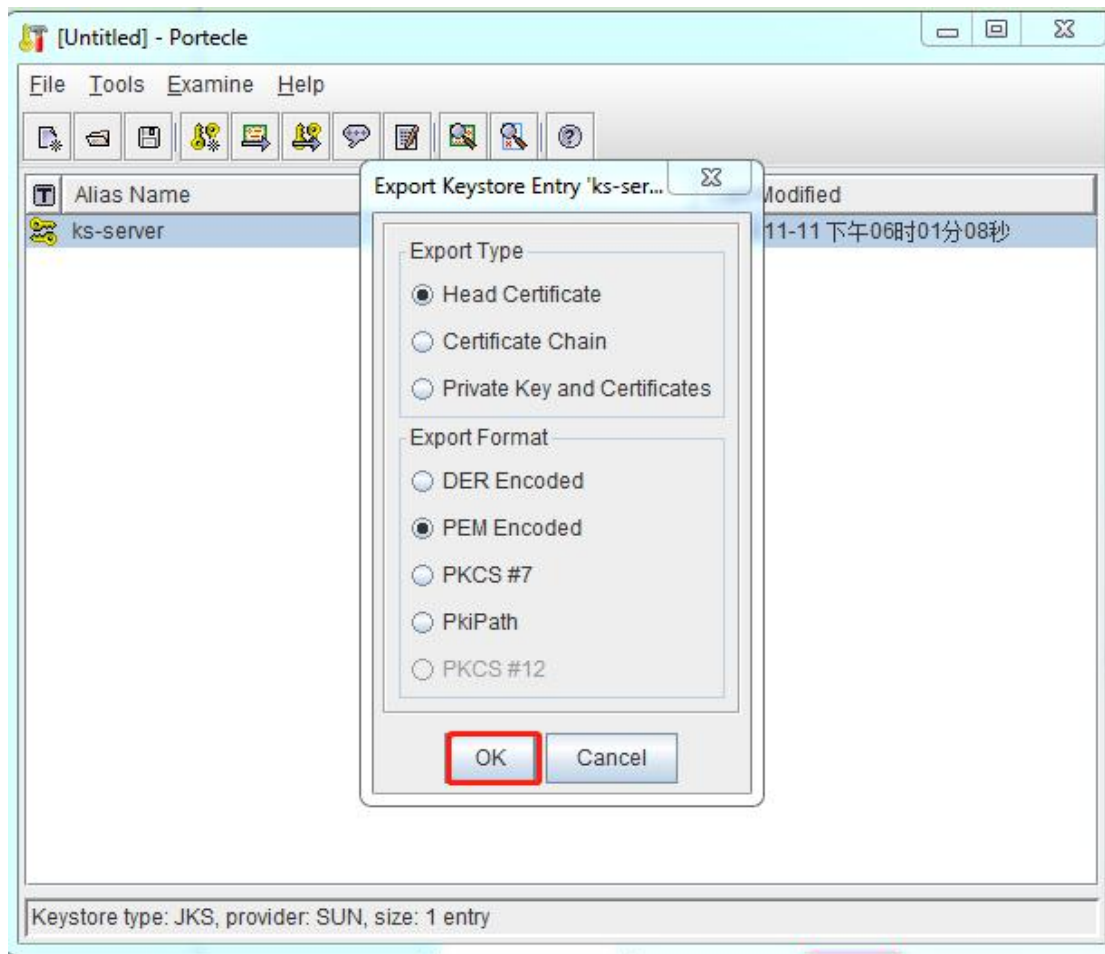 [Untitled] - Portecle
File Tools Examine Help
T Alias Name Modified
ks-server 11-11 下午06时01分08秒
Export Keystore Entry 'ks-ser...
Export Type
Head Certificate
Certificate Chain
Private Key and Certificates
Export Format
DER Encoded
PEM Encoded
PKCS #7
PkiPath
PKCS #12
OK Cancel
Keystore type: JKS, provider: SUN, size: 1 entry